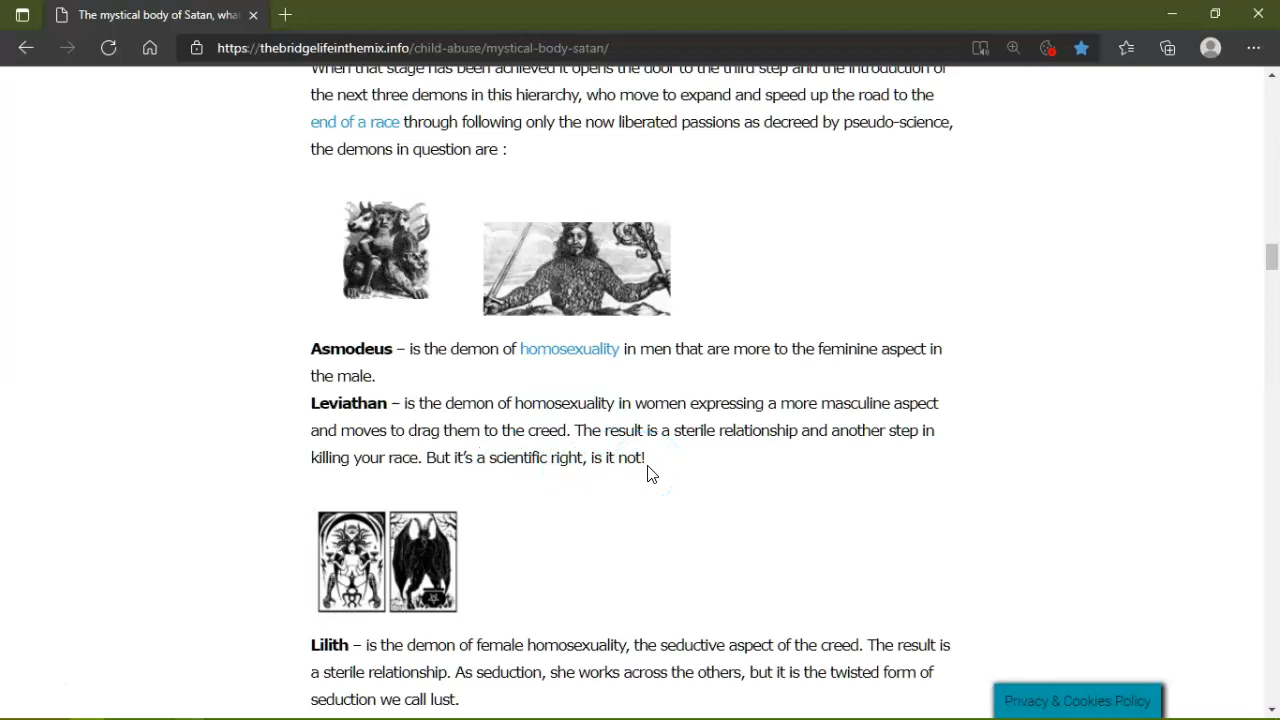 The mystical body of Satan, wha
https://thebridgelifeinthemix.info/child-abuse/mystical-body-satan/
When that stage has been achieved it opens the door to the third step and the introduction of
the next three demons in this hierarchy, who move to expand and speed up the road to the
end of a race through following only the now liberated passions as decreed by pseudo-science,
the demons in question are :
Asmodeus – is the demon of homosexuality in men that are more to the feminine aspect in
the male.
Leviathan – is the demon of homosexuality in women expressing a more masculine aspect
and moves to drag them to the creed. The result is a sterile relationship and another step in
killing your race. But it's a scientific right, is it not!
Lilith – is the demon of female homosexuality, the seductive aspect of the creed. The result is
a sterile relationship. As seduction, she works across the others, but it is the twisted form of
seduction we call lust.
Privacy & Cookies Policy